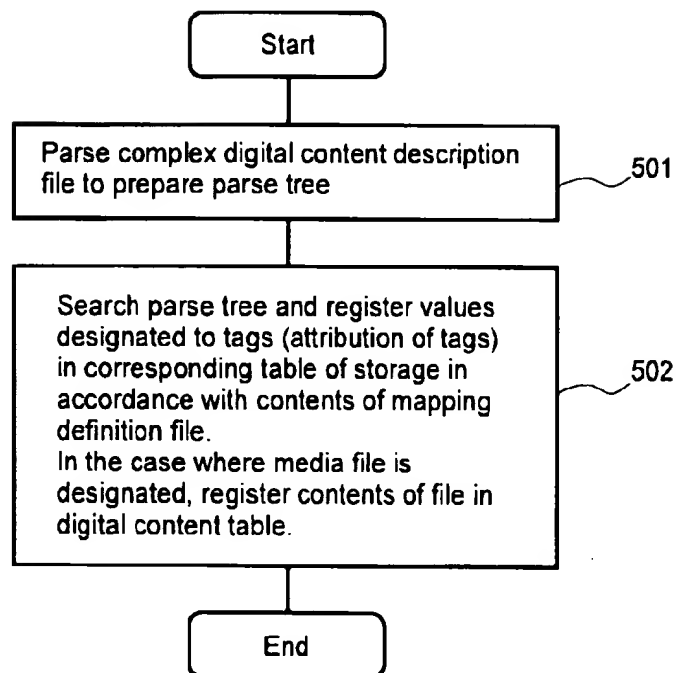 Start
Parse complex digital content description
file to prepare parse tree
501
Search parse tree and register values
designated to tags (attribution of tags)
in corresponding table of storage in
accordance with contents of mapping
definition file.
In the case where media file is
designated, register contents of file in
digital content table.
502
End